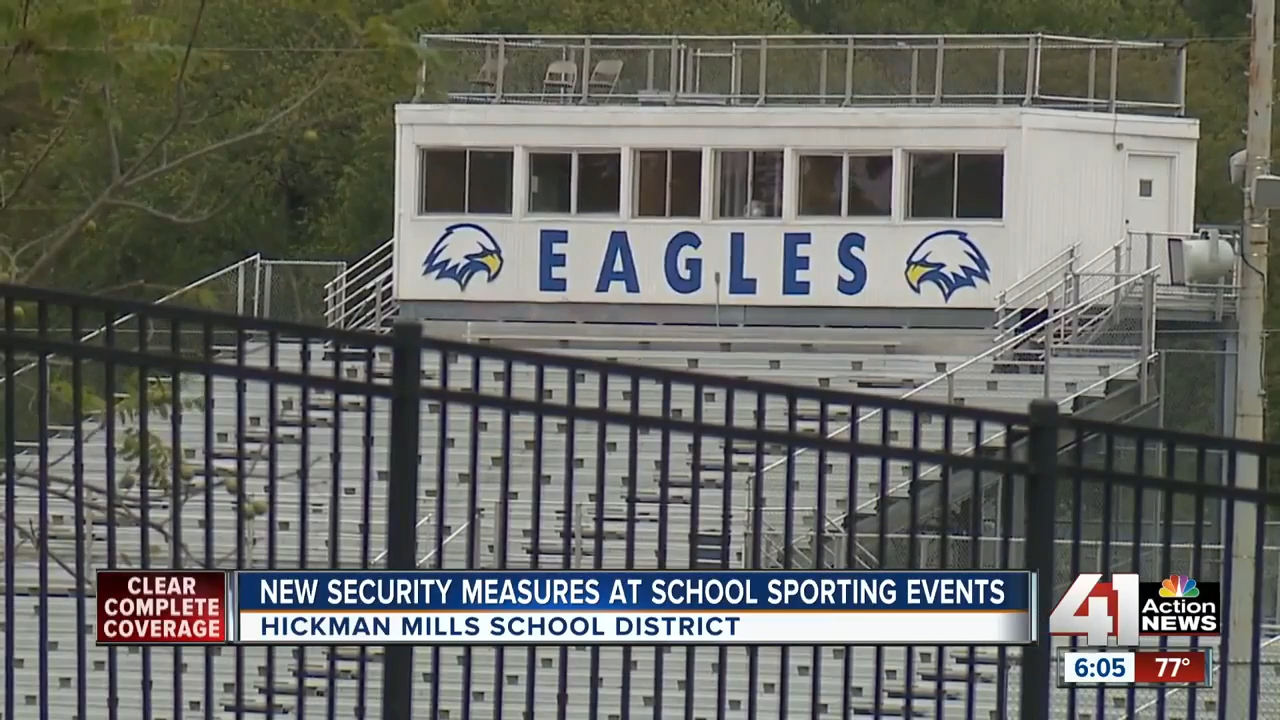 EAGLES
CLEAR
COMPLETE
COVERAGE
NEW SECURITY MEASURES AT SCHOOL SPORTING EVENTS
HICKMAN MILLS SCHOOL DISTRICT
41
Action
NEWS
6:05 77°